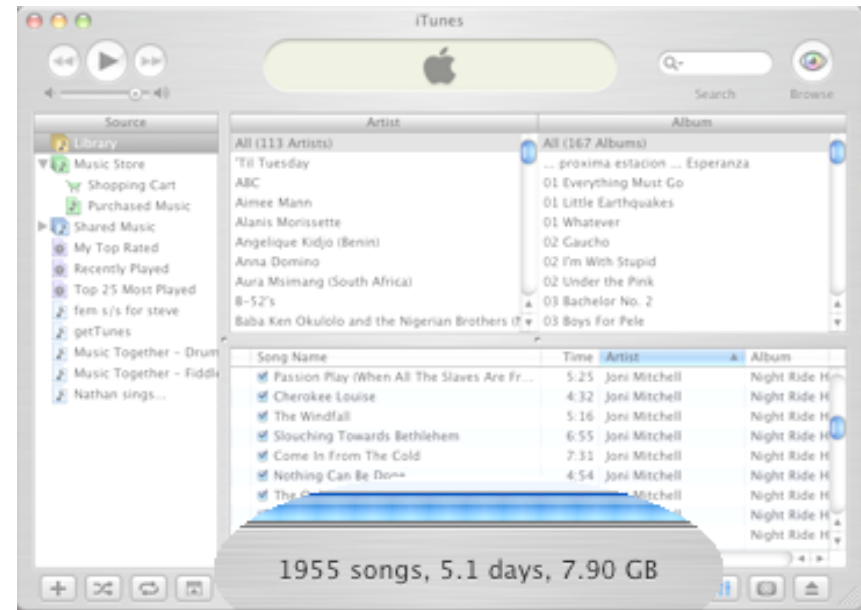 iTunes
Search
Browse
Source
Library
Music Store
Shopping Cart
Purchased Music
Shared Music
My Top Rated
Recently Played
Top 25 Most Played
fem s/s for steve
getTunes
Music Together - Drum
Music Together - Fiddle
Nathan sings...
Artist
All (113 Artists)
'Til Tuesday
ABC
Aimee Mann
Alanis Morissette
Angelique Kidjo (Benin)
Anna Domino
Aura Msimang (South Africa)
B-52's
Baba Ken Okulolo and the Nigerian Brothers
Album
All (167 Albums)
... proxima estacion ... Esperanza
01 Everything Must Go
01 Little Earthquakes
01 Whatever
02 Gaucho
02 I'm With Stupid
02 Under the Pink
03 Bachelor No. 2
03 Boys For Pele
Song Name Time Artist Album
Passion Play (When All The Slaves Are Fr... 5:25 Joni Mitchell Night Ride H
Cherokee Louise 4:32 Joni Mitchell Night Ride H
The Windfall 5:16 Joni Mitchell Night Ride H
Slouching Towards Bethlehem 6:55 Joni Mitchell Night Ride H
Come In From The Cold 7:31 Joni Mitchell Night Ride H
Nothing Can Be Done 4:54 Joni Mitchell Night Ride H
The Mitchell Night Ride H
Night Ride H
Night Ride H
1955 songs, 5.1 days, 7.90 GB